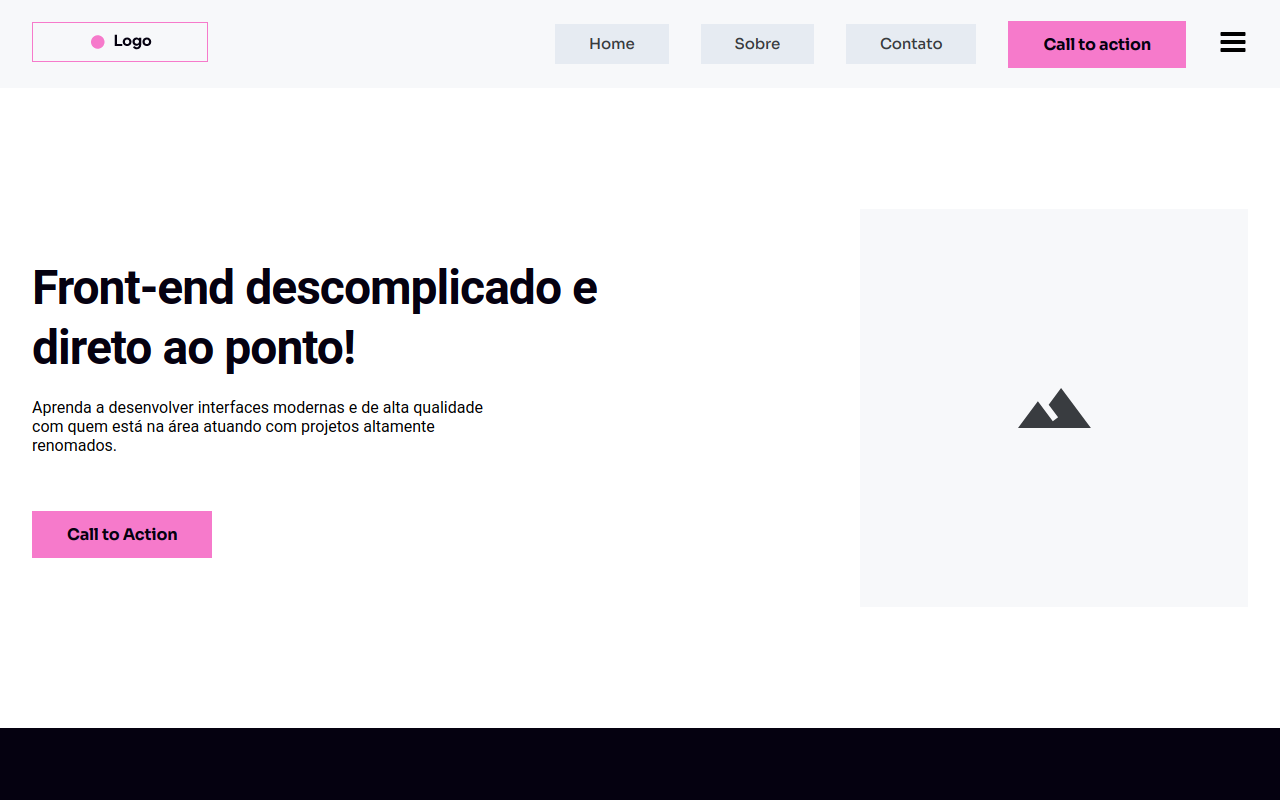 Logo
Home
Sobre
Contato
Call to action
Front-end descomplicado e
direto ao ponto!
Aprenda a desenvolver interfaces modernas e de alta qualidade
com quem está na área atuando com projetos altamente
renomados.
Call to Action